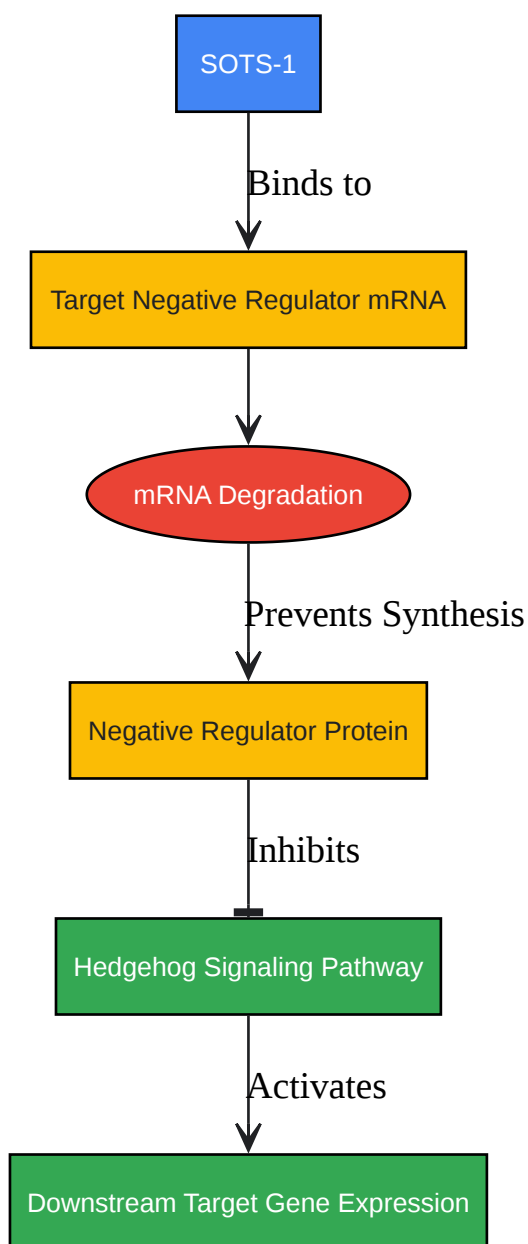 SOTS-1
Binds to
Target Negative Regulator mRNA
mRNA Degradation
Prevents Synthesis
Negative Regulator Protein
Inhibits
Hedgehog Signaling Pathway
Activates
Downstream Target Gene Expression